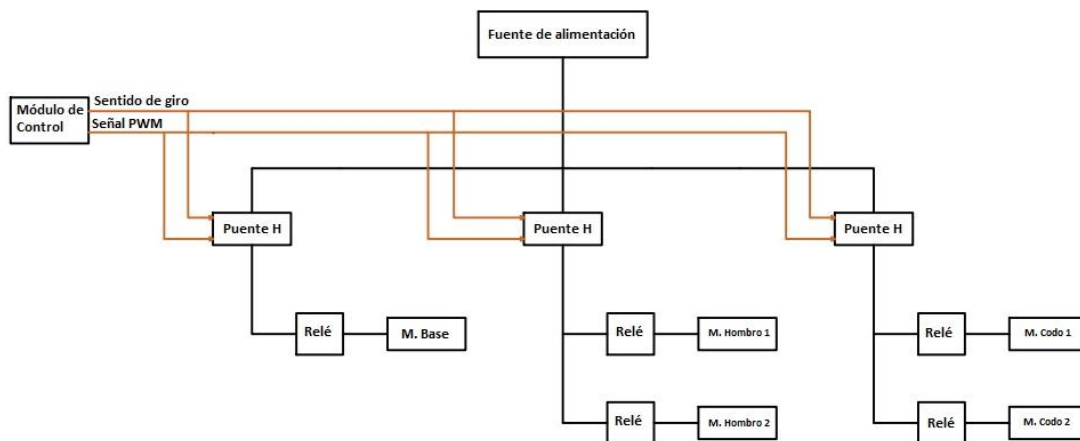 Fuente de alimentación
Módulo de
Control
Sentido de giro
Señal PWM
Puente H
Puente H
Puente H
Relé
M. Base
Relé
M. Hombro 1
Relé
M. Codo 1
Relé
M. Hombro 2
Relé
M. Codo 2